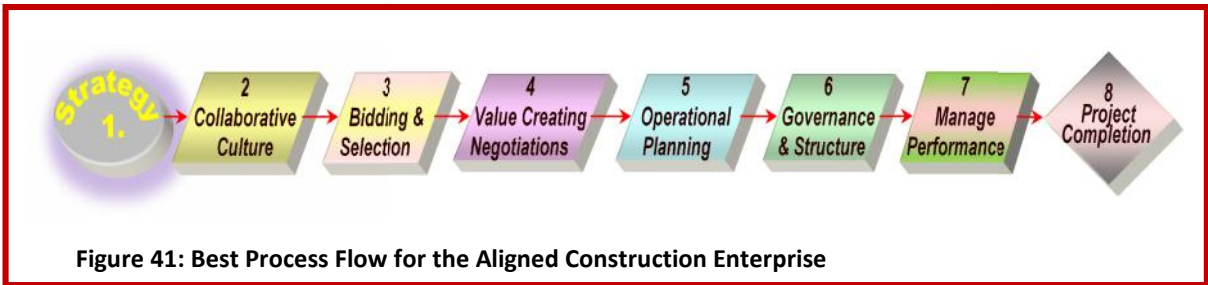 Strategy
1.
2
Collaborative
Culture
3
Bidding &
Selection
4
Value Creating
Negotiations
5
Operational
Planning
6
Governance
& Structure
7
Manage
Performance
8
Project
Completion
Figure 41: Best Process Flow for the Aligned Construction Enterprise